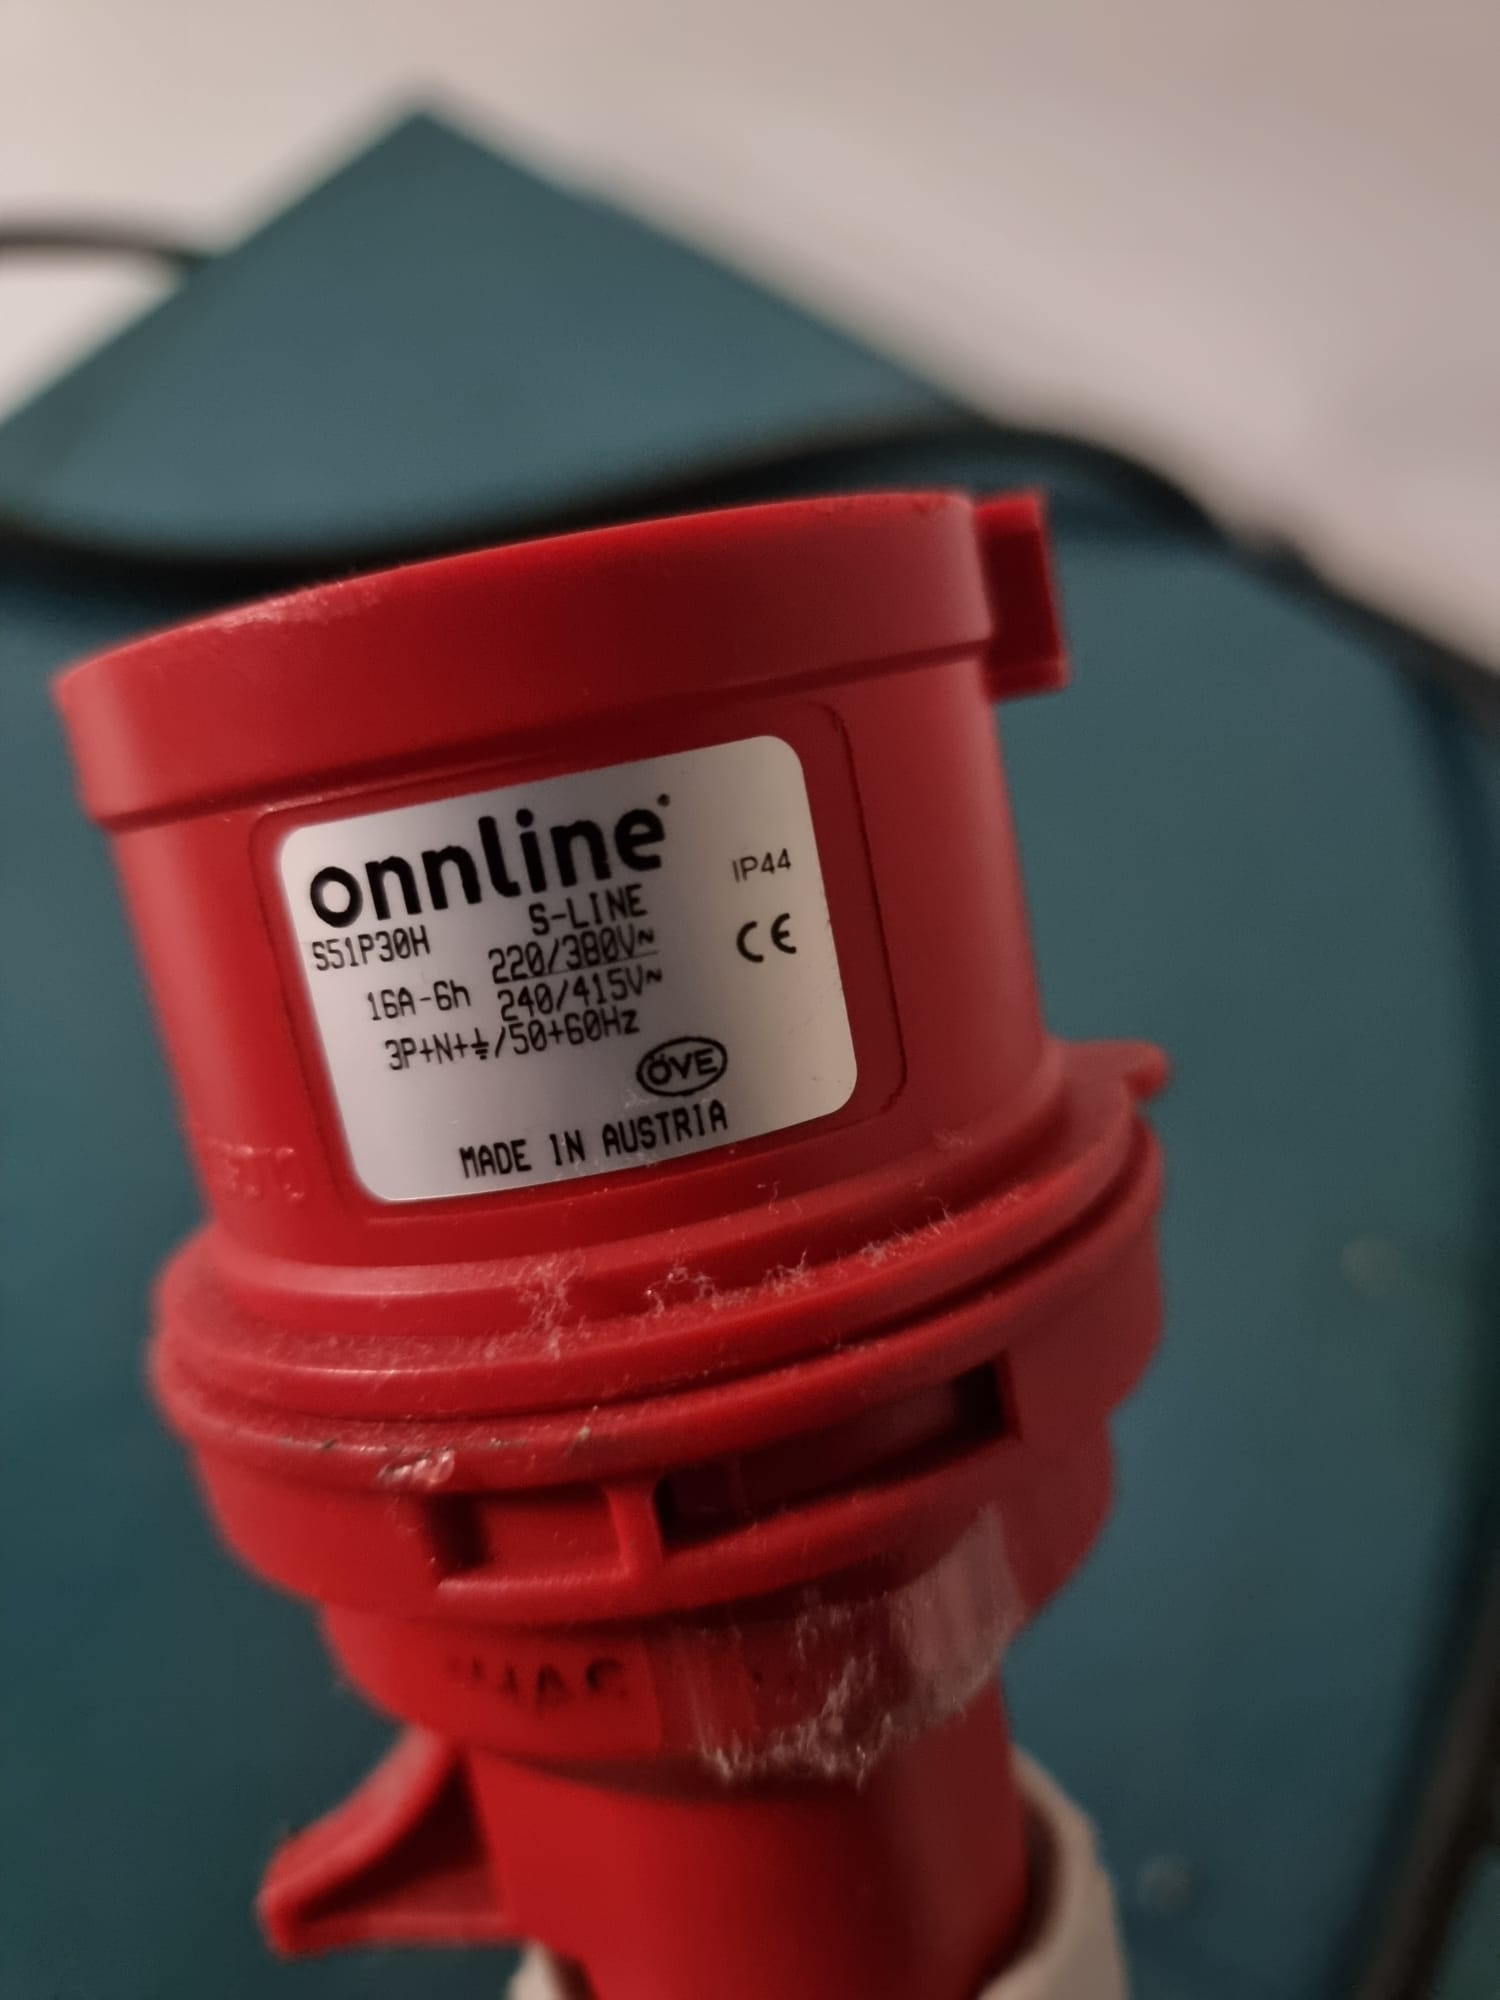 onnline
S-LINE
IP44
S51P30H
220/380V~
CE
16A-6h
240/415V~
3P+N+⏚/50+60Hz
ÖVE
MADE IN AUSTRIA